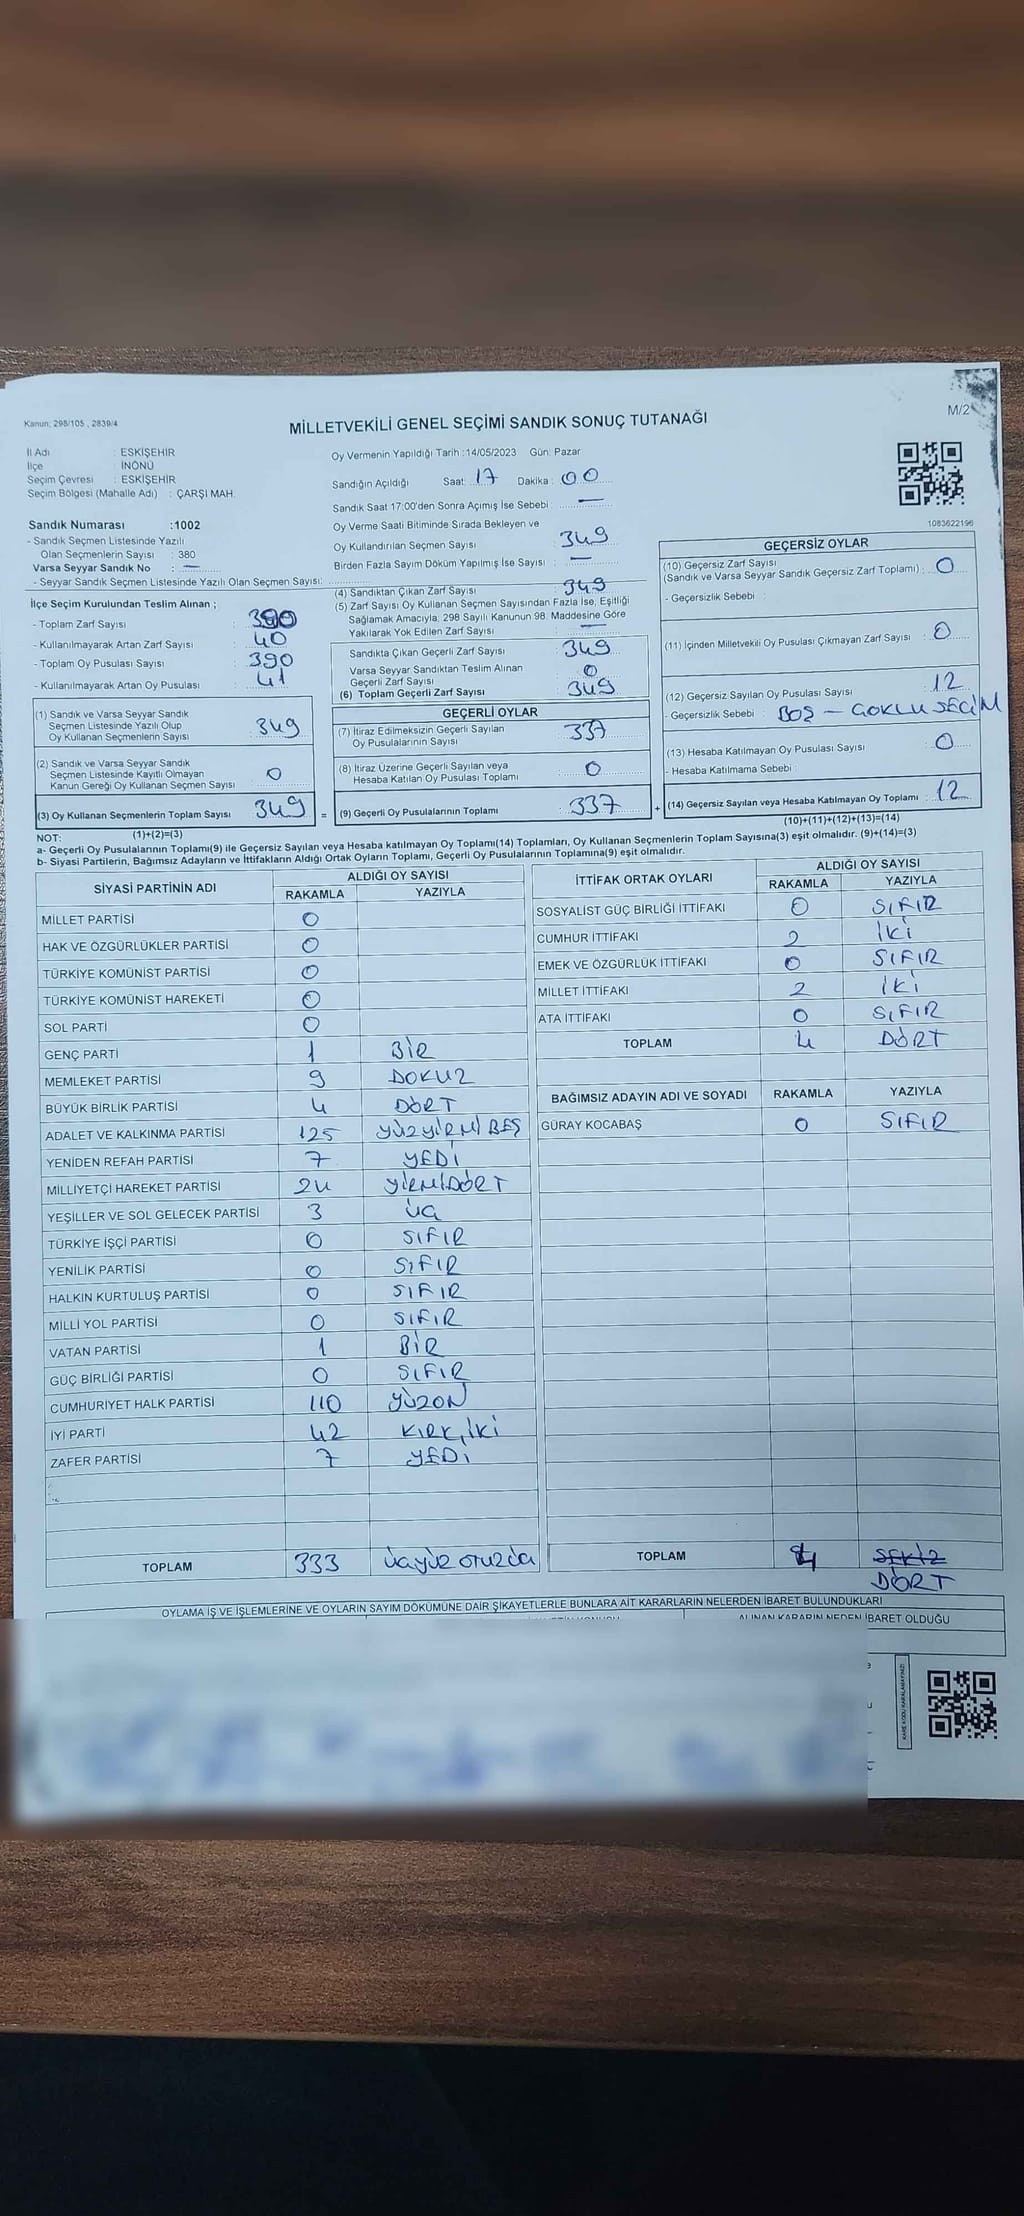 Kanun: 298/105 , 2839/4
MİLLETVEKİLİ GENEL SEÇİMİ SANDIK SONUÇ TUTANAĞI
M/2
İl Adı : ESKİŞEHİR
İlçe : İNÖNÜ
Seçim Çevresi : ESKİŞEHİR
Seçim Bölgesi (Mahalle Adı) : ÇARŞI MAH.
Sandık Numarası :1002
- Sandık Seçmen Listesinde Yazılı
Olan Seçmenlerin Sayısı : 380
Varsa Seyyar Sandık No : —
- Seyyar Sandık Seçmen Listesinde Yazılı Olan Seçmen Sayısı:
Oy Vermenin Yapıldığı Tarih :14/05/2023 Gün: Pazar
Sandığın Açıldığı Saat: 17 Dakika : 00
Sandık Saat 17:00'den Sonra Açımış İse Sebebi : —
Oy Verme Saati Bitiminde Sırada Bekleyen ve
Oy Kullandırılan Seçmen Sayısı : 349
Birden Fazla Sayım Döküm Yapılmış İse Sayısı : —
1083622196
İlçe Seçim Kurulundan Teslim Alınan ;
- Toplam Zarf Sayısı : 390
- Kullanılmayarak Artan Zarf Sayısı : 40
- Toplam Oy Pusulası Sayısı : 390
- Kullanılmayarak Artan Oy Pusulası : 41
(4) Sandıktan Çıkan Zarf Sayısı : 349
(5) Zarf Sayısı Oy Kullanan Seçmen Sayısından Fazla İse, Eşitliği
Sağlamak Amacıyla, 298 Sayılı Kanunun 98. Maddesine Göre
Yakılarak Yok Edilen Zarf Sayısı : —
Sandıkta Çıkan Geçerli Zarf Sayısı : 349
Varsa Seyyar Sandıktan Teslim Alınan
Geçerli Zarf Sayısı : 0
(6) Toplam Geçerli Zarf Sayısı : 349
GEÇERSİZ OYLAR
(10) Geçersiz Zarf Sayısı
(Sandık ve Varsa Seyyar Sandık Geçersiz Zarf Toplamı) : 0
- Geçersizlik Sebebi :
(11) İçinden Milletvekili Oy Pusulası Çıkmayan Zarf Sayısı : 0
(12) Geçersiz Sayılan Oy Pusulası Sayısı : 12
- Geçersizlik Sebebi : BOŞ - ÇOKLU SEÇİM
(13) Hesaba Katılmayan Oy Pusulası Sayısı : 0
- Hesaba Katılmama Sebebi :
(14) Geçersiz Sayılan veya Hesaba Katılmayan Oy Toplamı : 12
(10)+(11)+(12)+(13)=(14)
(1) Sandık ve Varsa Seyyar Sandık
Seçmen Listesinde Yazılı Olup
Oy Kullanan Seçmenlerin Sayısı : 349
(2) Sandık ve Varsa Seyyar Sandık
Seçmen Listesinde Kayıtlı Olmayan
Kanun Gereği Oy Kullanan Seçmen Sayısı : 0
(3) Oy Kullanan Seçmenlerin Toplam Sayısı : 349 =
(1)+(2)=(3)
GEÇERLİ OYLAR
(7) İtiraz Edilmeksizin Geçerli Sayılan
Oy Pusulalarının Sayısı : 337
(8) İtiraz Üzerine Geçerli Sayılan veya
Hesaba Katılan Oy Pusulası Toplamı : 0
(9) Geçerli Oy Pusulalarının Toplamı : 337 +
NOT:
a- Geçerli Oy Pusulalarının Toplamı(9) ile Geçersiz Sayılan veya Hesaba katılmayan Oy Toplamı(14) Toplamları, Oy Kullanan Seçmenlerin Toplam Sayısına(3) eşit olmalıdır. (9)+(14)=(3)
b- Siyasi Partilerin, Bağımsız Adayların ve İttifakların Aldığı Ortak Oyların Toplamı, Geçerli Oy Pusulalarının Toplamına(9) eşit olmalıdır.
SİYASİ PARTİNİN ADI ALDIĞI OY SAYISI
RAKAMLA YAZIYLA
MİLLET PARTİSİ 0
HAK VE ÖZGÜRLÜKLER PARTİSİ 0
TÜRKİYE KOMÜNİST PARTİSİ 0
TÜRKİYE KOMÜNİST HAREKETİ 0
SOL PARTİ 0
GENÇ PARTİ 1 BİR
MEMLEKET PARTİSİ 9 DOKUZ
BÜYÜK BİRLİK PARTİSİ 4 DÖRT
ADALET VE KALKINMA PARTİSİ 125 YÜZYİRMİ BEŞ
YENİDEN REFAH PARTİSİ 7 YEDİ
MİLLİYETÇİ HAREKET PARTİSİ 24 YİRMİDÖRT
YEŞİLLER VE SOL GELECEK PARTİSİ 3 ÜÇ
TÜRKİYE İŞÇİ PARTİSİ 0 SIFIR
YENİLİK PARTİSİ 0 SIFIR
HALKIN KURTULUŞ PARTİSİ 0 SIFIR
MİLLİ YOL PARTİSİ 0 SIFIR
VATAN PARTİSİ 1 BİR
GÜÇ BİRLİĞİ PARTİSİ 0 SIFIR
CUMHURİYET HALK PARTİSİ 110 YÜZON
İYİ PARTİ 42 KIRK İKİ
ZAFER PARTİSİ 7 YEDİ
TOPLAM 333 üçyüz otuzüç
İTTİFAK ORTAK OYLARI ALDIĞI OY SAYISI
RAKAMLA YAZIYLA
SOSYALİST GÜÇ BİRLİĞİ İTTİFAKI 0 SIFIR
CUMHUR İTTİFAKI 2 İKİ
EMEK VE ÖZGÜRLÜK İTTİFAKI 0 SIFIR
MİLLET İTTİFAKI 2 İKİ
ATA İTTİFAKI 0 SIFIR
TOPLAM 4 DÖRT
BAĞIMSIZ ADAYIN ADI VE SOYADI RAKAMLA YAZIYLA
GÜRAY KOCABAŞ 0 SIFIR
TOPLAM 4 SEKİZ
DÖRT
OYLAMA İŞ VE İŞLEMLERİNE VE OYLARIN SAYIM DÖKÜMÜNE DAİR ŞİKAYETLERLE BUNLARA AİT KARARLARIN NELERDEN İBARET BULUNDUKLARI
ALINAN KARARIN NEDEN İBARET OLDUĞU
KARE KODU KARALAMAYINIZ!